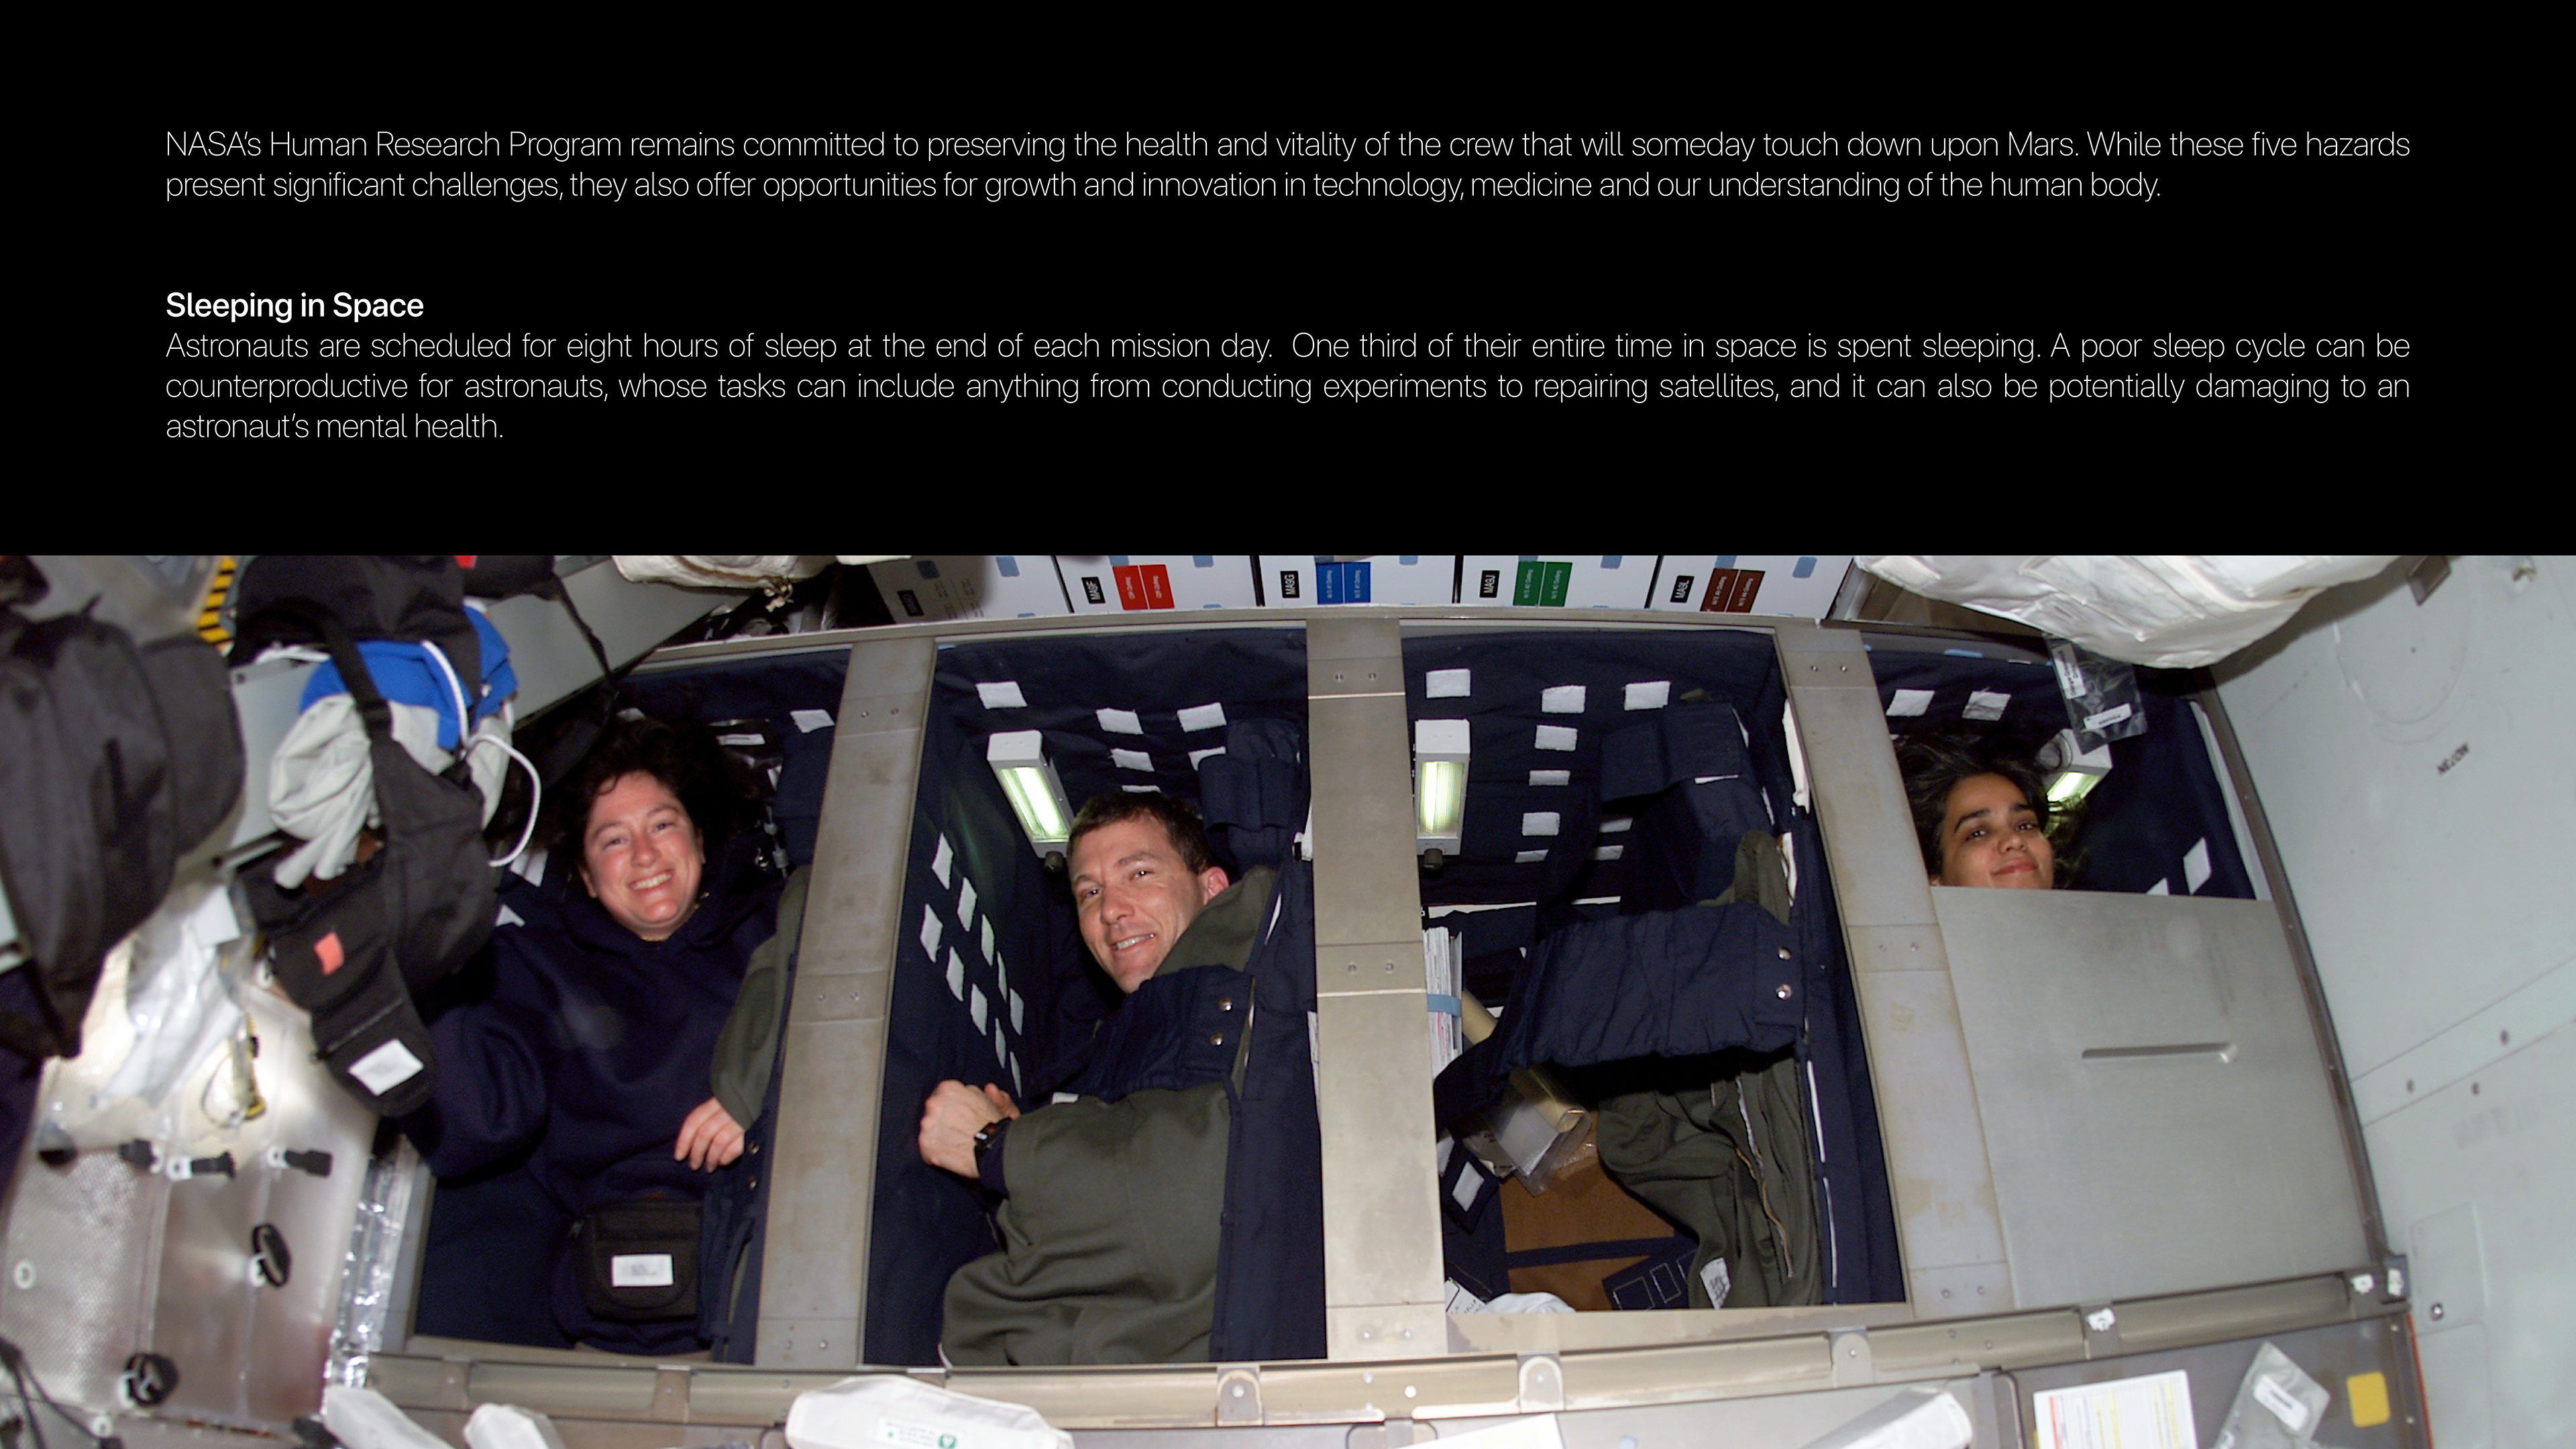 NASA’s Human Research Program remains committed to preserving the health and vitality of the crew that will someday touch down upon Mars. While these five hazards
present significant challenges, they also offer opportunities for growth and innovation in technology, medicine and our understanding of the human body.
Sleeping in Space
Astronauts are scheduled for eight hours of sleep at the end of each mission day.  One third of their entire time in space is spent sleeping. A poor sleep cycle can be
counterproductive for astronauts, whose tasks can include anything from conducting experiments to repairing satellites, and it can also be potentially damaging to an
astronaut’s mental health.
MA9F
MA9G
MA9J
MA9L